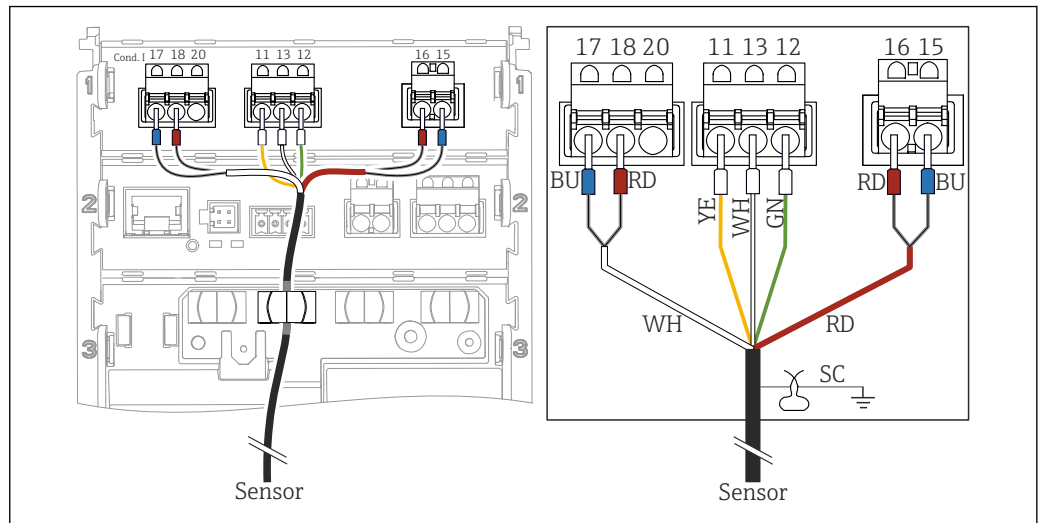 Cond. I 17 18 20 11 13 12 16 15
1 1
2 2
3 3
Sensor
17 18 20 11 13 12 16 15
BU RD YE WH GN RD BU
WH RD
SC
Sensor